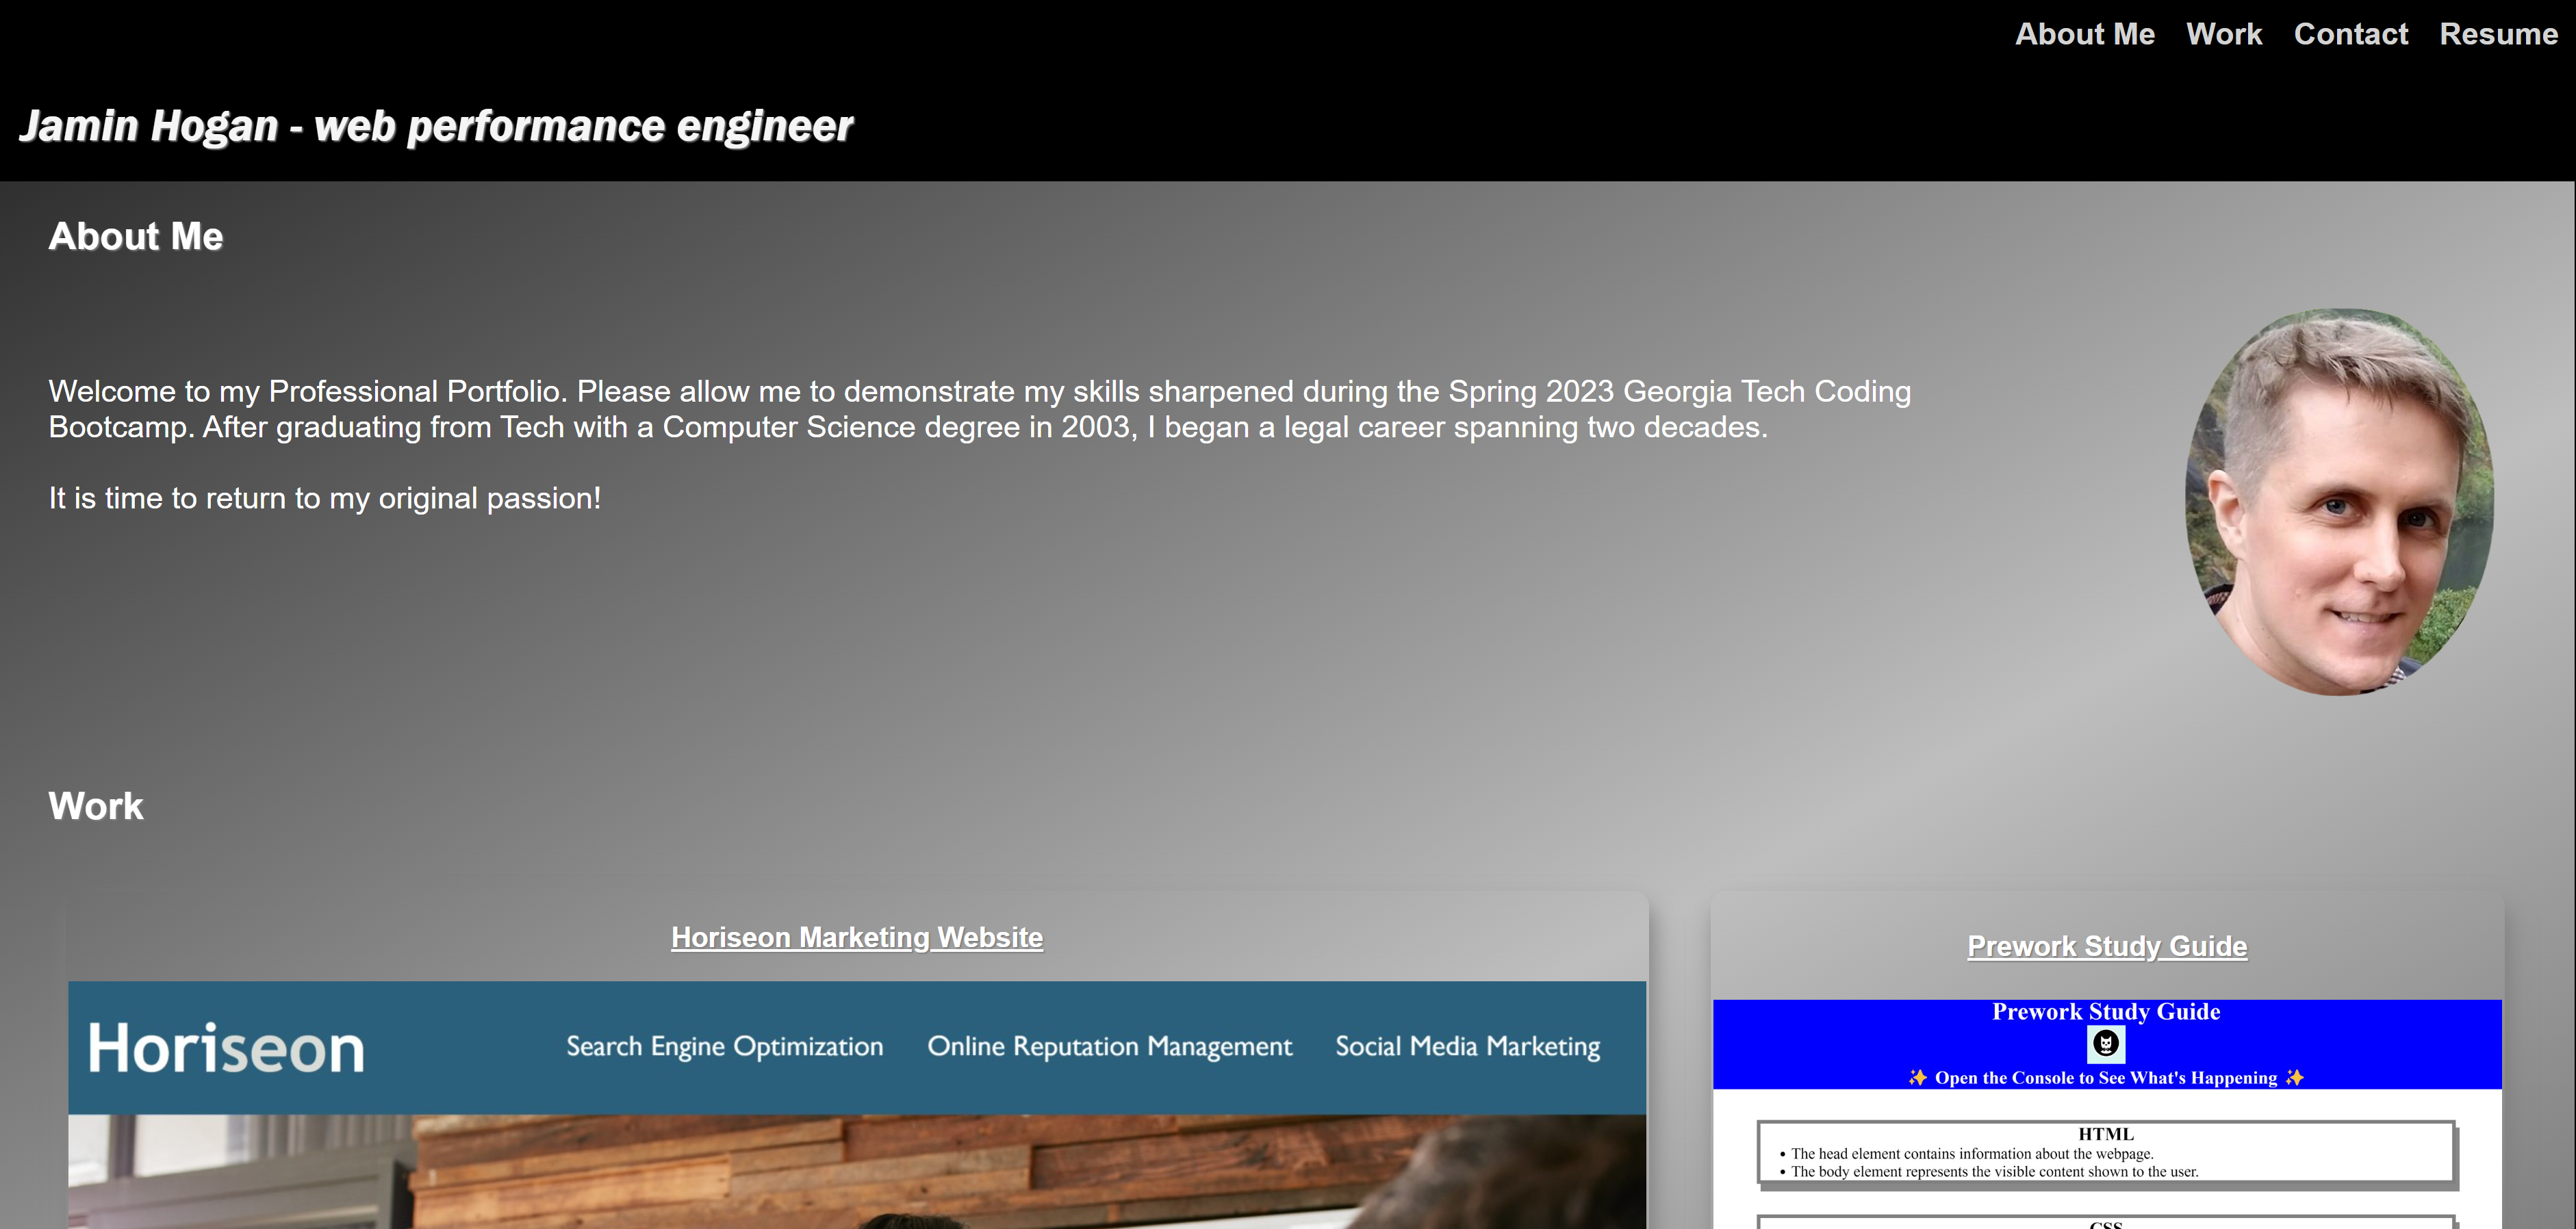 About Me Work Contact Resume
Jamin Hogan - web performance engineer
About Me
Welcome to my Professional Portfolio. Please allow me to demonstrate my skills sharpened during the Spring 2023 Georgia Tech Coding
Bootcamp. After graduating from Tech with a Computer Science degree in 2003, I began a legal career spanning two decades.
It is time to return to my original passion!
Work
Horiseon Marketing Website
Horiseon
Search Engine Optimization Online Reputation Management Social Media Marketing
Prework Study Guide
Prework Study Guide
✨ Open the Console to See What's Happening ✨
HTML
• The head element contains information about the webpage.
• The body element represents the visible content shown to the user.
CSS